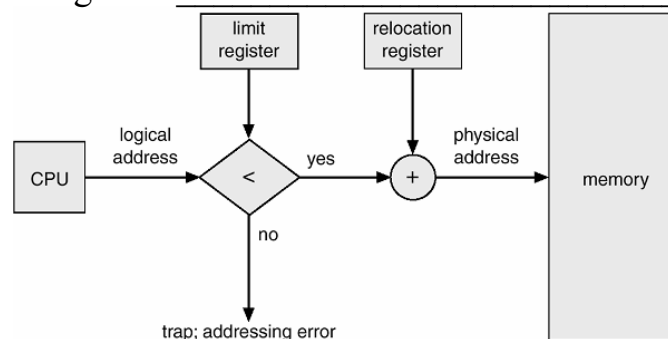 limit
register
relocation
register
logical
address
physical
address
CPU
<
yes
+
memory
no
trap; addressing error